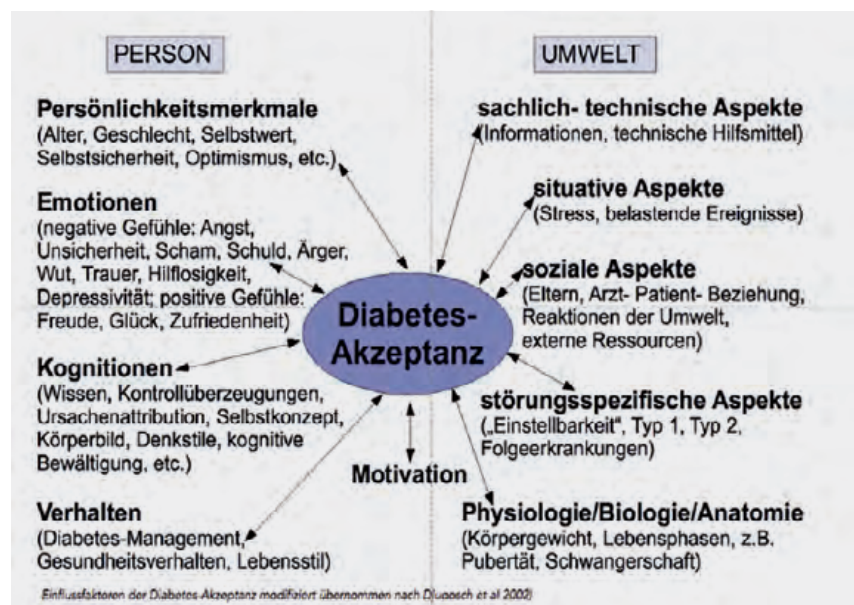 PERSON
Persönlichkeitsmerkmale
(Alter, Geschlecht, Selbstwert,
Selbstsicherheit, Optimismus, etc.)
Emotionen
(negative Gefühle: Angst,
Unsicherheit, Scham, Schuld, Ärger,
Wut, Trauer, Hilflosigkeit,
Depressivität; positive Gefühle:
Freude, Glück, Zufriedenheit)
Kognitionen
(Wissen, Kontrollüberzeugungen,
Ursachenattribution, Selbstkonzept,
Körperbild, Denkstile, kognitive
Bewältigung, etc.)
Verhalten
(Diabetes-Management,
Gesundheitsverhalten, Lebensstil)
Diabetes-
Akzeptanz
Motivation
UMWELT
sachlich- technische Aspekte
(Informationen, technische Hilfsmittel)
situative Aspekte
(Stress, belastende Ereignisse)
soziale Aspekte
(Eltern, Arzt- Patient- Beziehung,
Reaktionen der Umwelt,
externe Ressourcen)
störungsspezifische Aspekte
(„Einstellbarkeit", Typ 1, Typ 2,
Folgeerkrankungen)
Physiologie/Biologie/Anatomie
(Körpergewicht, Lebensphasen, z.B.
Pubertät, Schwangerschaft)
Einflussfaktoren der Diabetes-Akzeptanz modifiziert übernommen nach et al 2002)